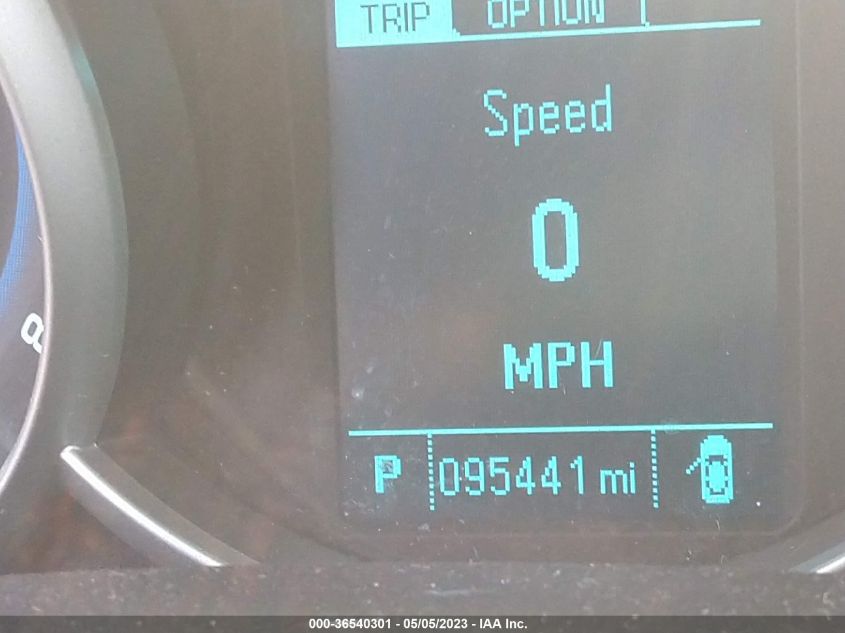 TRIP OPTION
Speed
0
MPH
P 095441 mi
000-36540301 - 05/05/2023 - IAA Inc.